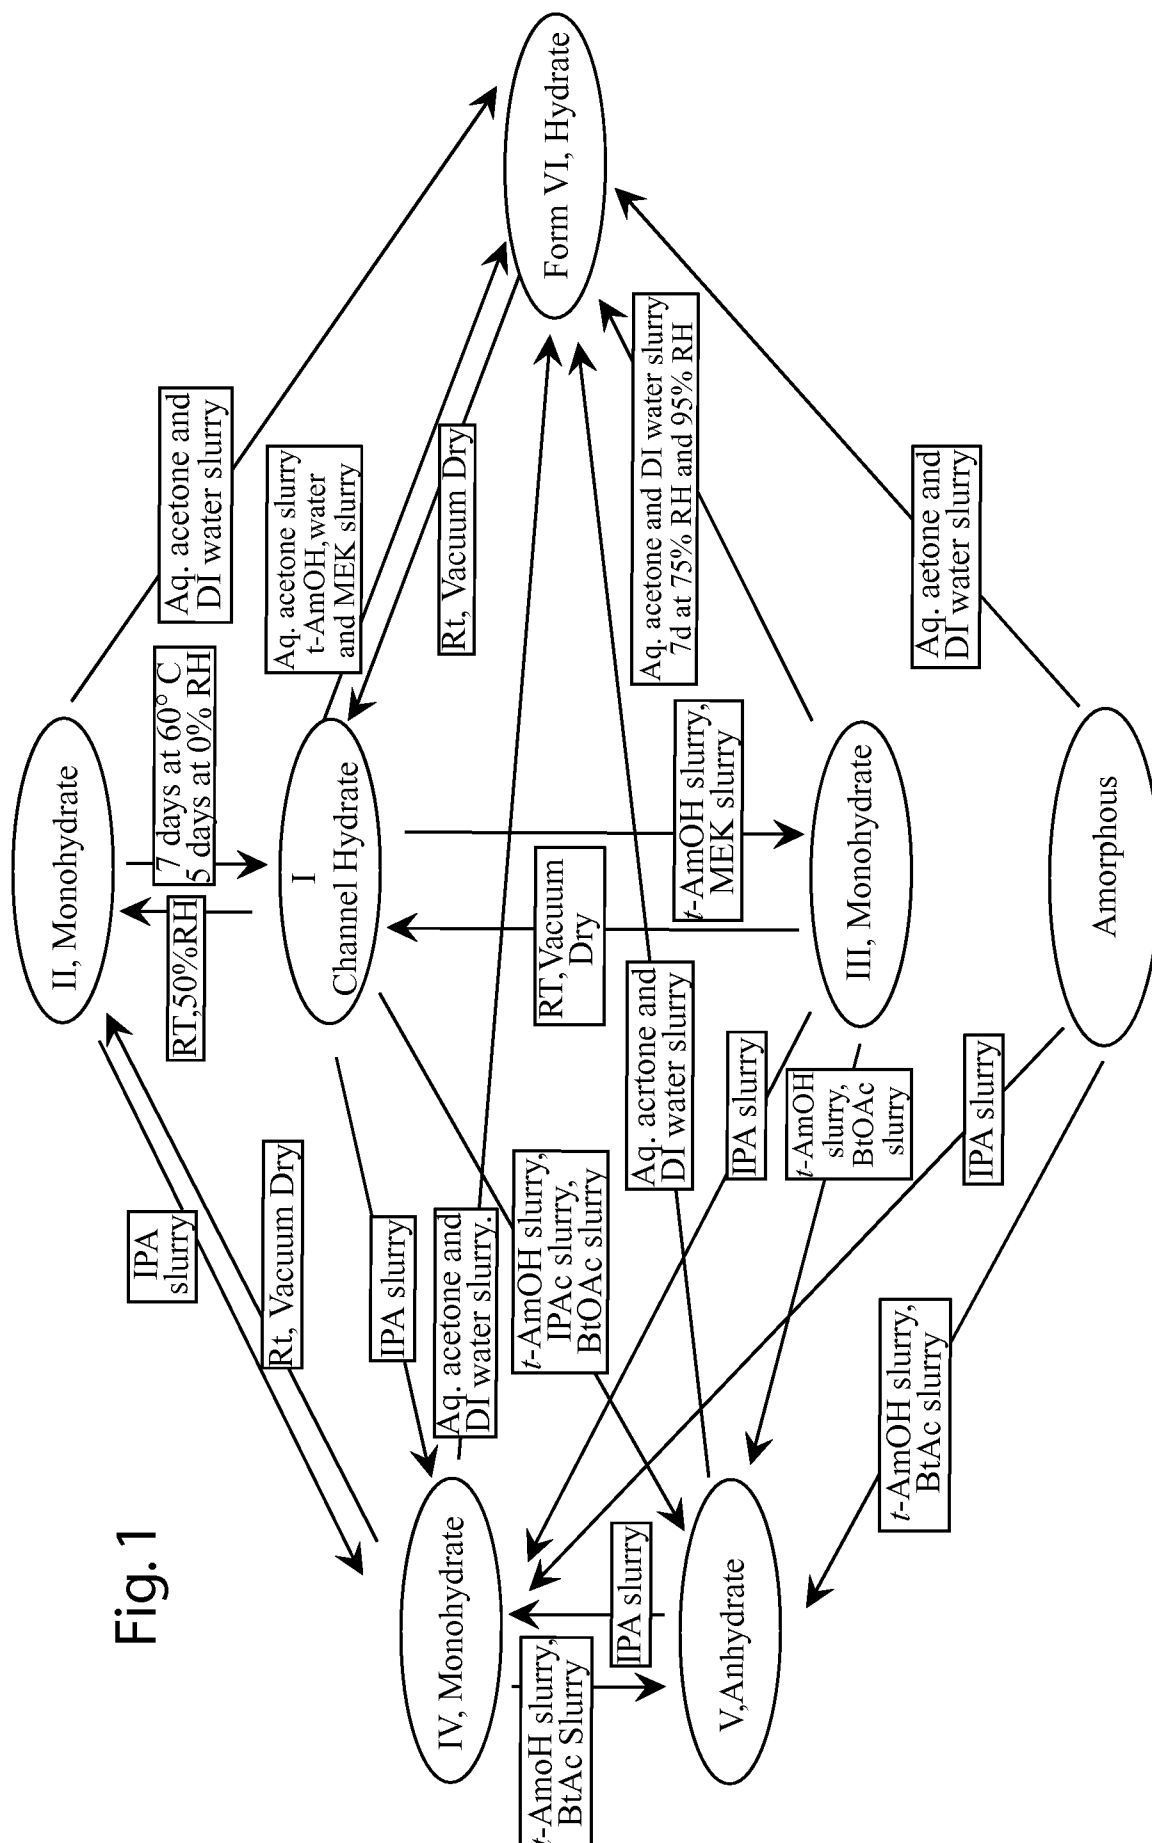 Fig. 1
II, Monohydrate
IPA
slurry
Rt, Vacuum Dry
RT,50%RH
7 days at 60° C
5 days at 0% RH
Aq. acetone and
DI water slurry
I
Channel Hydrate
Aq. acetone slurry
t-AmOH,water
and MEK slurry
Rt, Vacuum Dry
Form VI, Hydrate
IV, Monohydrate
IPA slurry
Aq. acetone and
DI water slurry.
t-AmOH slurry,
IPAc slurry,
BtOAc slurry
RT,Vacuum
Dry
t-AmOH slurry,
MEK slurry
Aq. acetone and DI water slurry
7d at 75% RH and 95% RH
t-AmoH slurry,
BtAc Slurry
IPA slurry
Aq. acrtone and
DI water slurry
V,Anhydrate
IPA slurry
t-AmOH
slurry,
BtOAc
slurry
III, Monohydrate
IPA slurry
t-AmOH slurry,
BtAc slurry
Aq. aetone and
DI water slurry
Amorphous